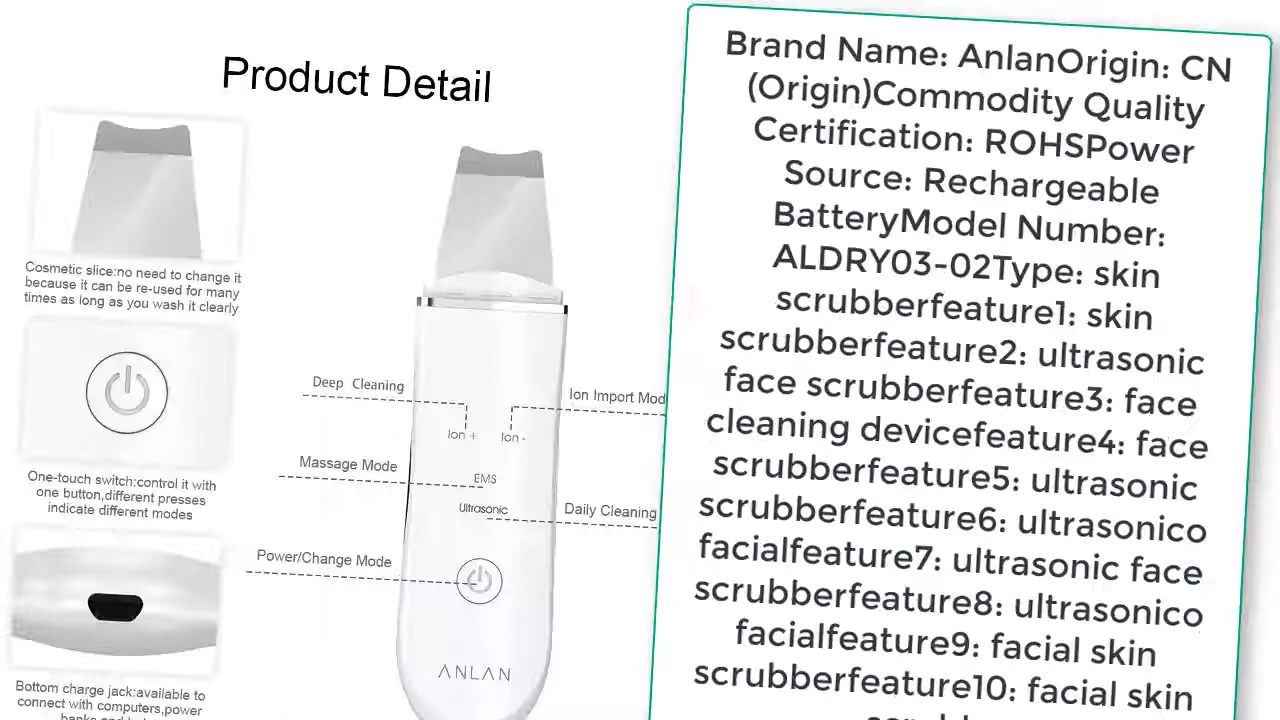 Product Detail
Cosmetic slice:no need to change it
because it can be re-used for many
times as long as you wash it clearly
One-touch switch:control it with
one button,different presses
indicate different modes
Bottom charge jack:available to
connect with computers,power
Deep Cleaning
Ion Import Mod
Ion +
Ion -
Massage Mode
EMS
Ultrasonic
Daily Cleaning
Power/Change Mode
ANLAN
Brand Name: AnlanOrigin: CN
(Origin)Commodity Quality
Certification: ROHSPower
Source: Rechargeable
BatteryModel Number:
ALDRY03-02Type: skin
scrubberfeature1: skin
scrubberfeature2: ultrasonic
face scrubberfeature3: face
cleaning devicefeature4: face
scrubberfeature5: ultrasonic
scrubberfeature6: ultrasonico
facialfeature7: ultrasonic face
scrubberfeature8: ultrasonico
facialfeature9: facial skin
scrubberfeature10: facial skin